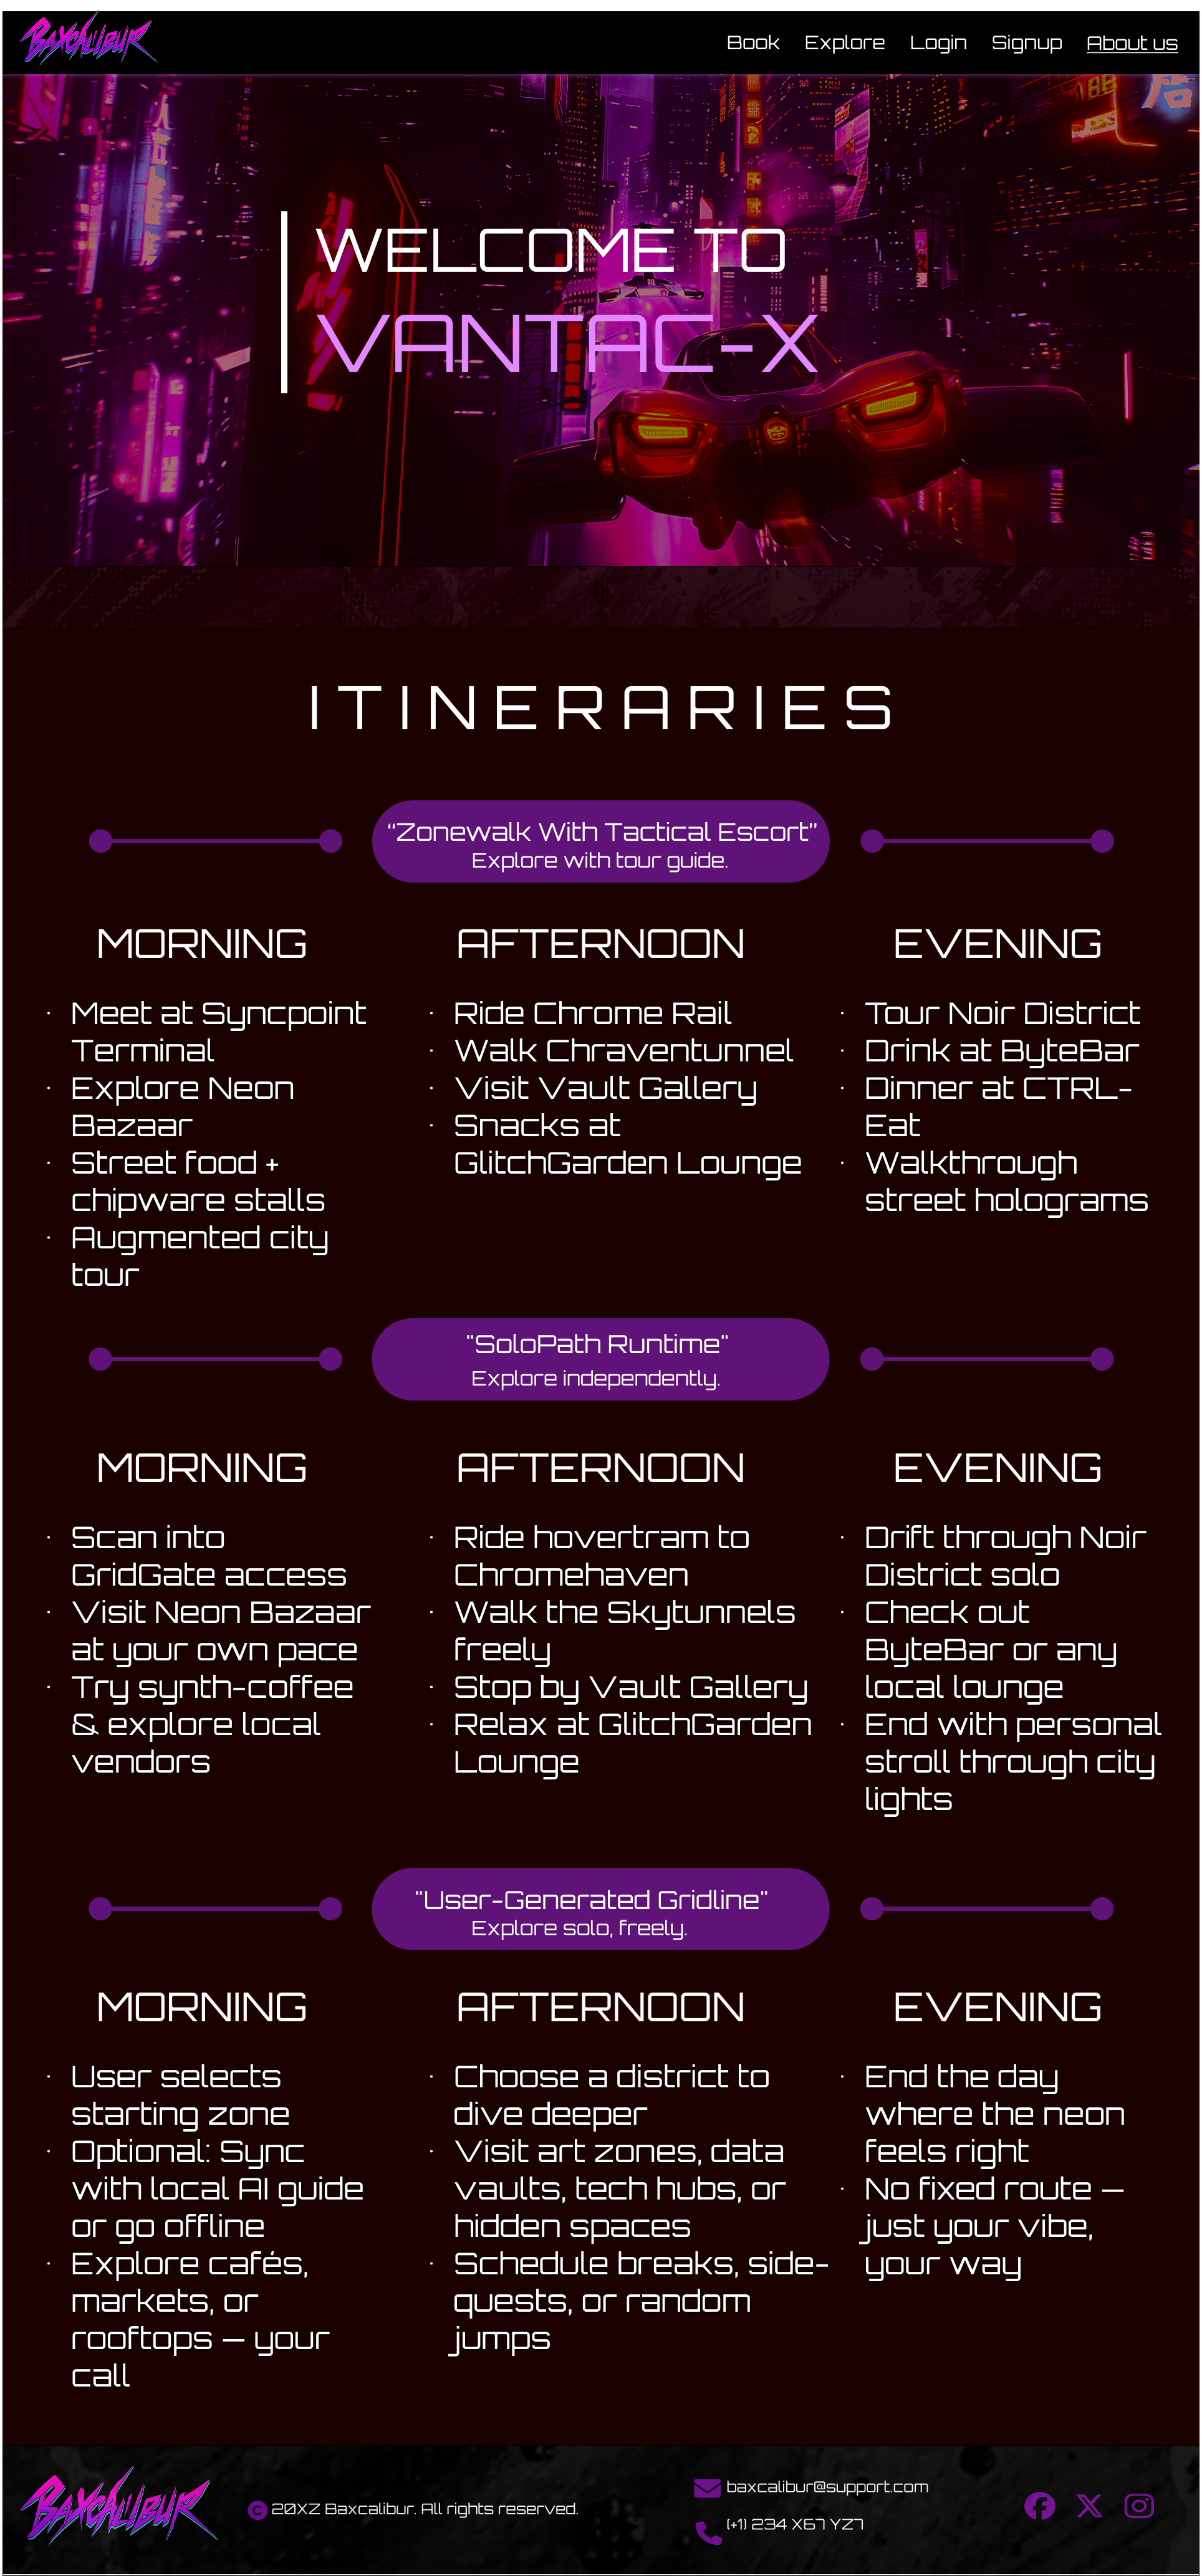 BAXCALIBUR
Book Explore Login Signup About us
WELCOME TO
VANTAC-X
ITINERARIES
“Zonewalk With Tactical Escort”
Explore with tour guide.
MORNING
· Meet at Syncpoint
Terminal
· Explore Neon
Bazaar
· Street food +
chipware stalls
· Augmented city
tour
AFTERNOON
· Ride Chrome Rail
· Walk Chraventunnel
· Visit Vault Gallery
· Snacks at
GlitchGarden Lounge
EVENING
· Tour Noir District
· Drink at ByteBar
· Dinner at CTRL-
Eat
· Walkthrough
street holograms
"SoloPath Runtime"
Explore independently.
MORNING
· Scan into
GridGate access
· Visit Neon Bazaar
at your own pace
· Try synth-coffee
& explore local
vendors
AFTERNOON
· Ride hovertram to
Chromehaven
· Walk the Skytunnels
freely
· Stop by Vault Gallery
· Relax at GlitchGarden
Lounge
EVENING
· Drift through Noir
District solo
· Check out
ByteBar or any
local lounge
· End with personal
stroll through city
lights
"User-Generated Gridline"
Explore solo, freely.
MORNING
· User selects
starting zone
· Optional: Sync
with local AI guide
or go offline
· Explore cafés,
markets, or
rooftops — your
call
AFTERNOON
· Choose a district to
dive deeper
· Visit art zones, data
vaults, tech hubs, or
hidden spaces
· Schedule breaks, side-
quests, or random
jumps
EVENING
· End the day
where the neon
feels right
· No fixed route —
just your vibe,
your way
BAXCALIBUR
© 20XZ Baxcalibur. All rights reserved.
baxcalibur@support.com
(+1) 234 X67 YZ7